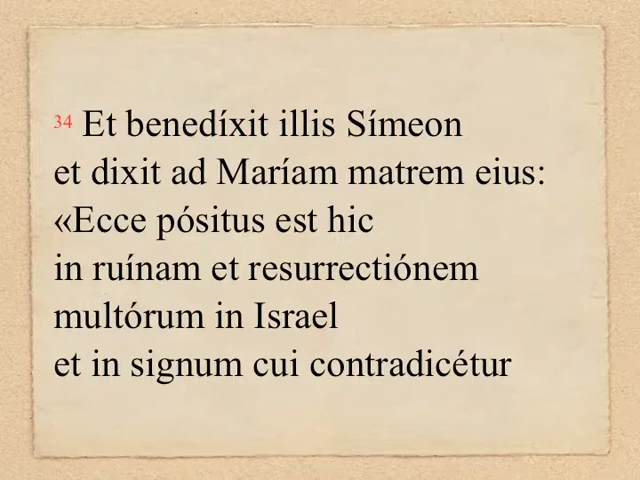 34 Et benedíxit illis Símeon
et dixit ad Maríam matrem eius:
«Ecce pósitus est hic
in ruínam et resurrectiónem
multórum in Israel
et in signum cui contradicétur